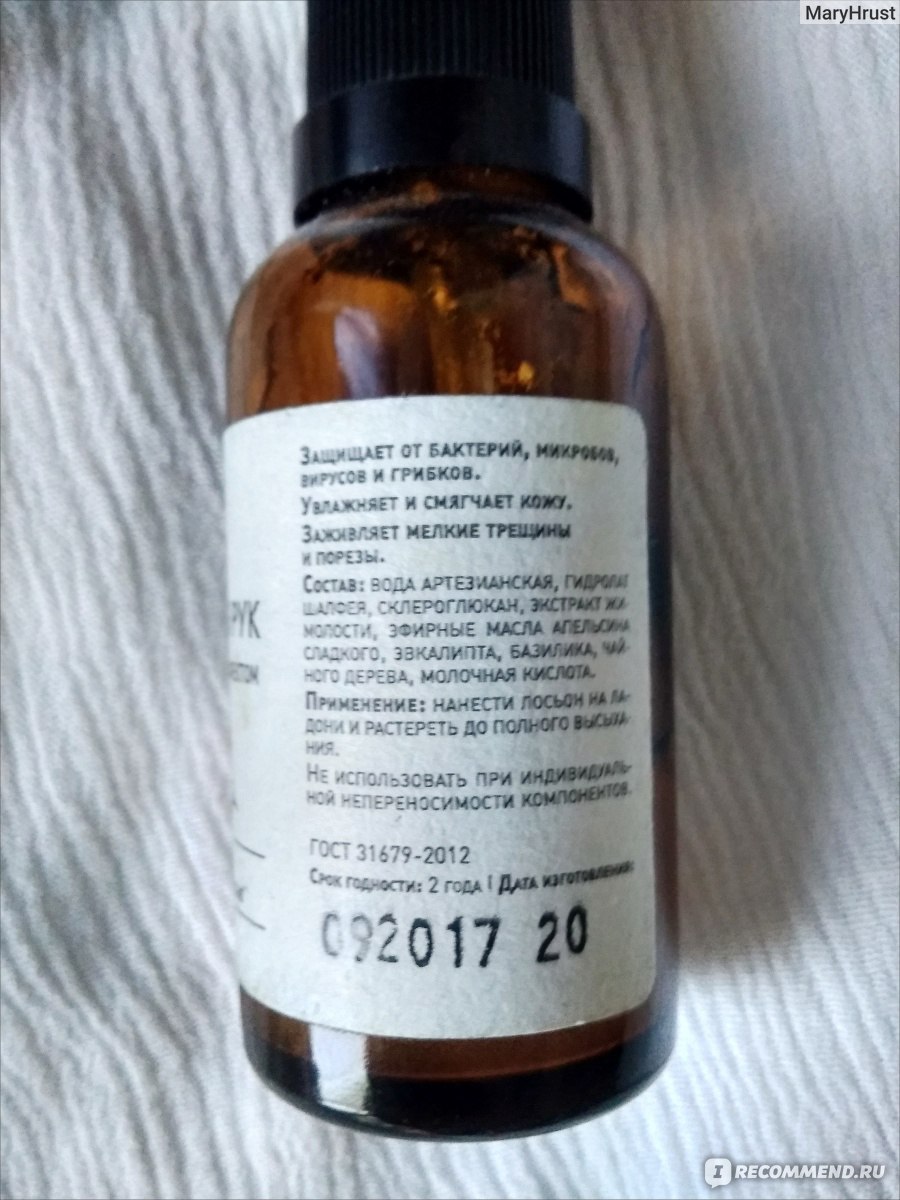 MaryHrust
Защищает от бактерий, микробов,
вирусов и грибков.
Увлажняет и смягчает кожу.
Заживляет мелкие трещины
и порезы.
Состав: вода артезианская, гидролат
шалфея, склероглюкан, экстракт жи-
молости, эфирные масла апельсина
сладкого, эвкалипта, базилика, чай-
ного дерева, молочная кислота.
Применение: нанести лосьон на ла-
дони и растереть до полного высыха-
ния.
Не использовать при индивидуаль-
ной непереносимости компонентов.
ГОСТ 31679-2012
Срок годности: 2 года | Дата изготовления:
092017 20
РУК
I RECOMMEND.RU